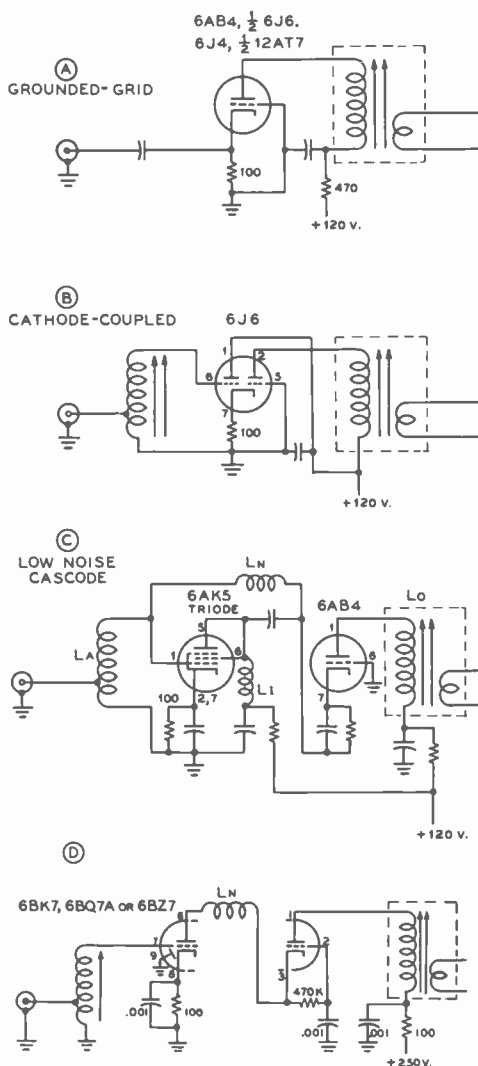 6AB4, ½ 6J6.
6J4, ½ 12AT7
A
GROUNDED-GRID
100
470
+120 V.
B
CATHODE-COUPLED
6J6
1
2
6
5
7
100
+120 V.
C
LOW NOISE
CASCODE
LN
6AK5
TRIODE
6AB4
LO
5
1
LA
1
6
6
L1
2,7
7
100
+120 V.
D
6BK7, 6BQ7A OR 6BZ7
LN
6
1
7
2
9
8
3
470K
.001
100
.001
.001
100
+250V.